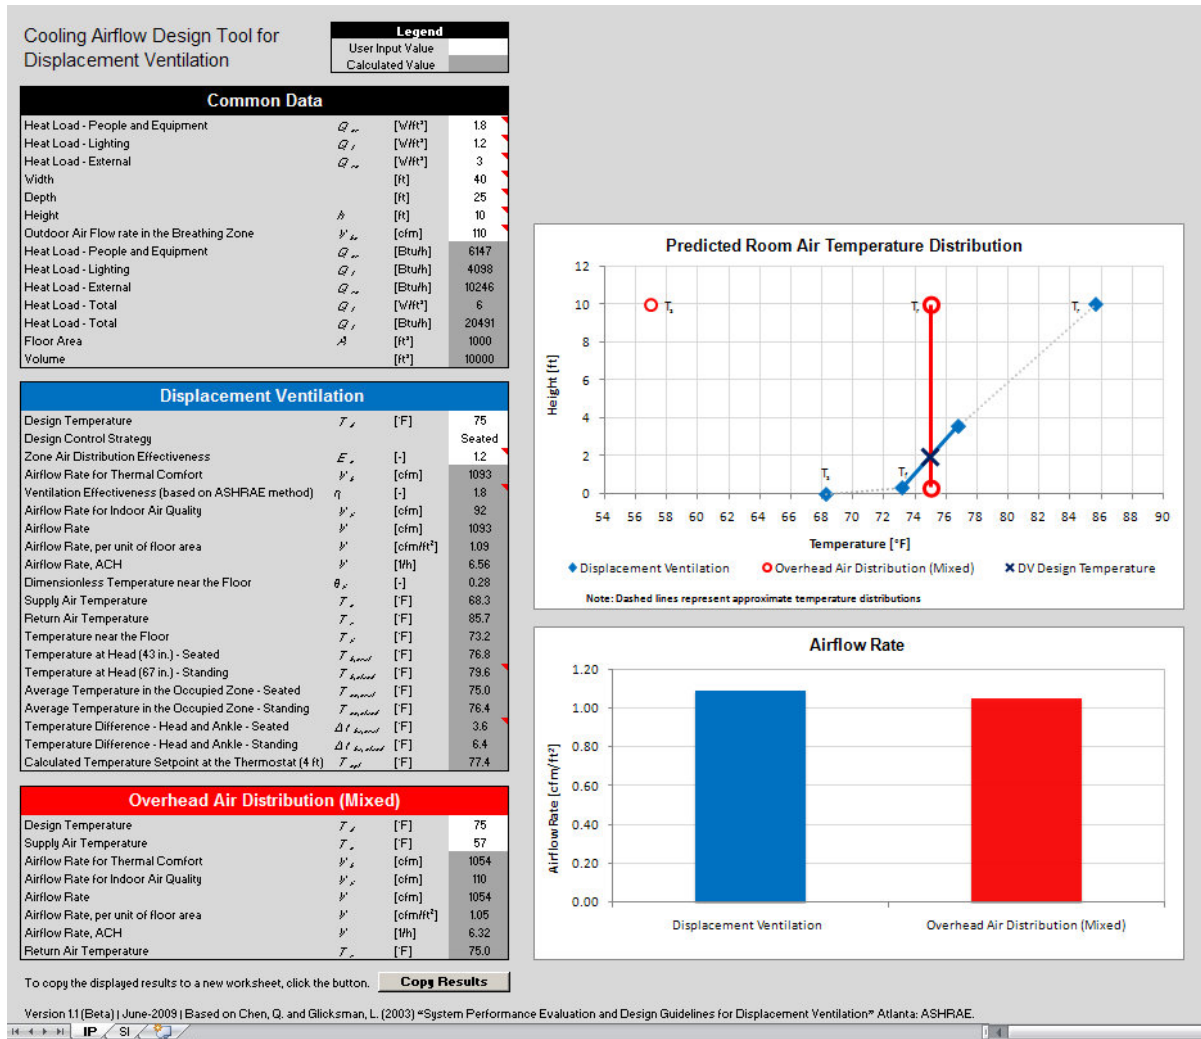 Cooling Airflow Design Tool for
Displacement Ventilation
Legend
User Input Value
Calculated Value
Common Data
Heat Load - People and Equipment [W/ft²] 1.8
Heat Load - Lighting Q l [W/ft²] 1.2
Heat Load - External [W/ft²] 3
Width [ft] 40
Depth [ft] 25
Height h [ft] 10
Outdoor Air Flow rate in the Breathing Zone [cfm] 110
Heat Load - People and Equipment [Btu/h] 6147
Heat Load - Lighting Q l [Btu/h] 4098
Heat Load - External [Btu/h] 10246
Heat Load - Total Q t [W/ft²] 6
Heat Load - Total Q t [Btu/h] 20491
Floor Area A [ft²] 1000
Volume [ft³] 10000
Displacement Ventilation
Design Temperature T d [°F] 75
Design Control Strategy Seated
Zone Air Distribution Effectiveness E z [-] 1.2
Airflow Rate for Thermal Comfort [cfm] 1093
Ventilation Effectiveness (based on ASHRAE method) η [-] 1.8
Airflow Rate for Indoor Air Quality [cfm] 92
Airflow Rate V [cfm] 1093
Airflow Rate, per unit of floor area V [cfm/ft²] 1.09
Airflow Rate, ACH V [1/h] 6.56
Dimensionless Temperature near the Floor θ f [-] 0.28
Supply Air Temperature T s [°F] 68.3
Return Air Temperature T r [°F] 85.7
Temperature near the Floor T f [°F] 73.2
Temperature at Head (43 in.) - Seated [°F] 76.8
Temperature at Head (67 in.) - Standing [°F] 79.6
Average Temperature in the Occupied Zone - Seated [°F] 75.0
Average Temperature in the Occupied Zone - Standing [°F] 76.4
Temperature Difference - Head and Ankle - Seated [°F] 3.6
Temperature Difference - Head and Ankle - Standing [°F] 6.4
Calculated Temperature Setpoint at the Thermostat (4 ft) [°F] 77.4
Overhead Air Distribution (Mixed)
Design Temperature T d [°F] 75
Supply Air Temperature T s [°F] 57
Airflow Rate for Thermal Comfort [cfm] 1054
Airflow Rate for Indoor Air Quality [cfm] 110
Airflow Rate V [cfm] 1054
Airflow Rate, per unit of floor area V [cfm/ft²] 1.05
Airflow Rate, ACH V [1/h] 6.32
Return Air Temperature T r [°F] 75.0
To copy the displayed results to a new worksheet, click the button. Copy Results
Version 1.1 (Beta) | June-2009 | Based on Chen, Q. and Glicksman, L. (2003) “System Performance Evaluation and Design Guidelines for Displacement Ventilation” Atlanta: ASHRAE.
IP SI
Predicted Room Air Temperature Distribution
Height [ft]
12
10
8
6
4
2
0
Ts
Tr
Tr
Ts
Tf
54 56 58 60 62 64 66 68 70 72 74 76 78 80 82 84 86 88 90
Temperature [°F]
Displacement Ventilation Overhead Air Distribution (Mixed) DV Design Temperature
Note: Dashed lines represent approximate temperature distributions
Airflow Rate
Airflow Rate [cfm/ft²]
1.20
1.00
0.80
0.60
0.40
0.20
0.00
Displacement Ventilation Overhead Air Distribution (Mixed)